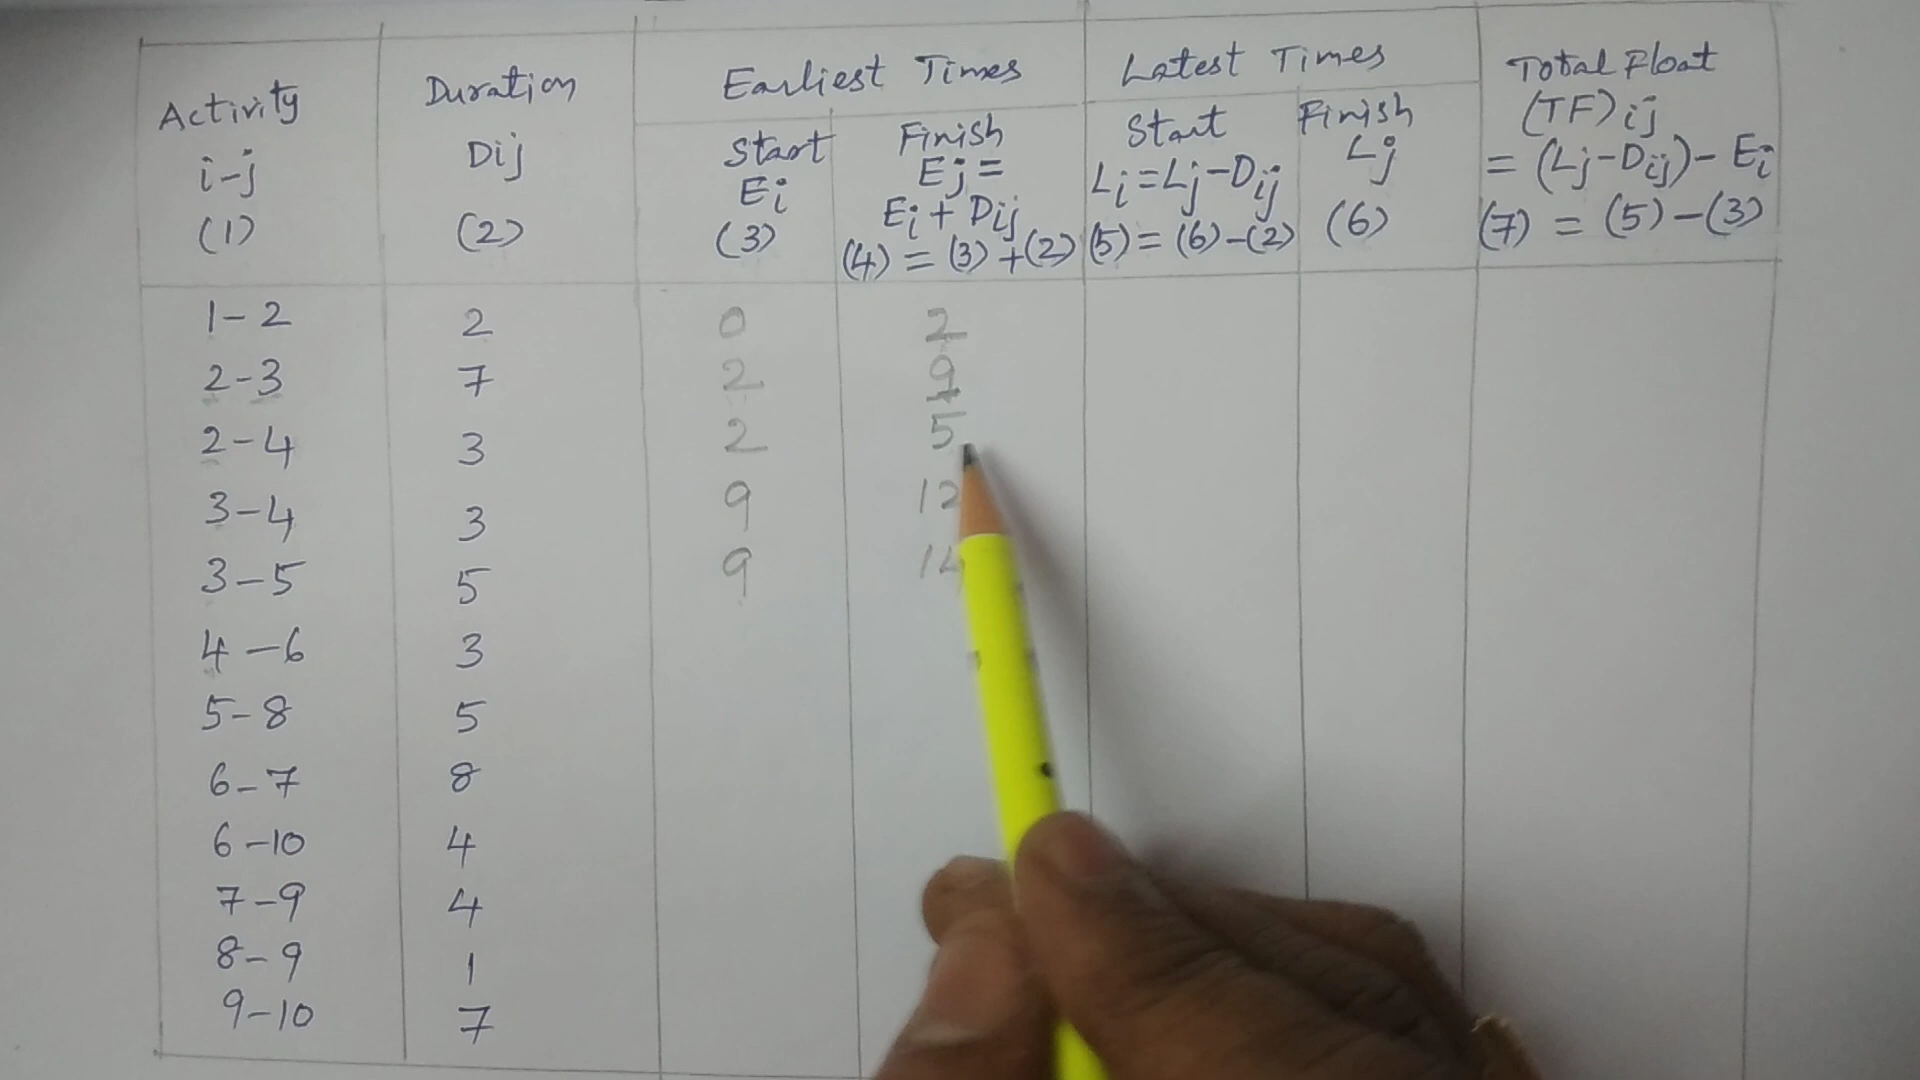 Activity Duration Earliest Times Latest Times Total Float
i-j Dij Start Finish Start Finish (TF)ij
Ei Ej = Li=Lj-Dij Lj = (Lj-Dij)- Ei
Ei + Dij
(1) (2) (3) (4) = (3) +(2) (5) = (6)-(2) (6) (7) = (5)-(3)
1-2 2 0 2
2-3 7 2 9
2-4 3 2 5
3-4 3 9 12
3-5 5 9 14
4-6 3
5-8 5
6-7 8
6-10 4
7-9 4
8-9 1
9-10 7